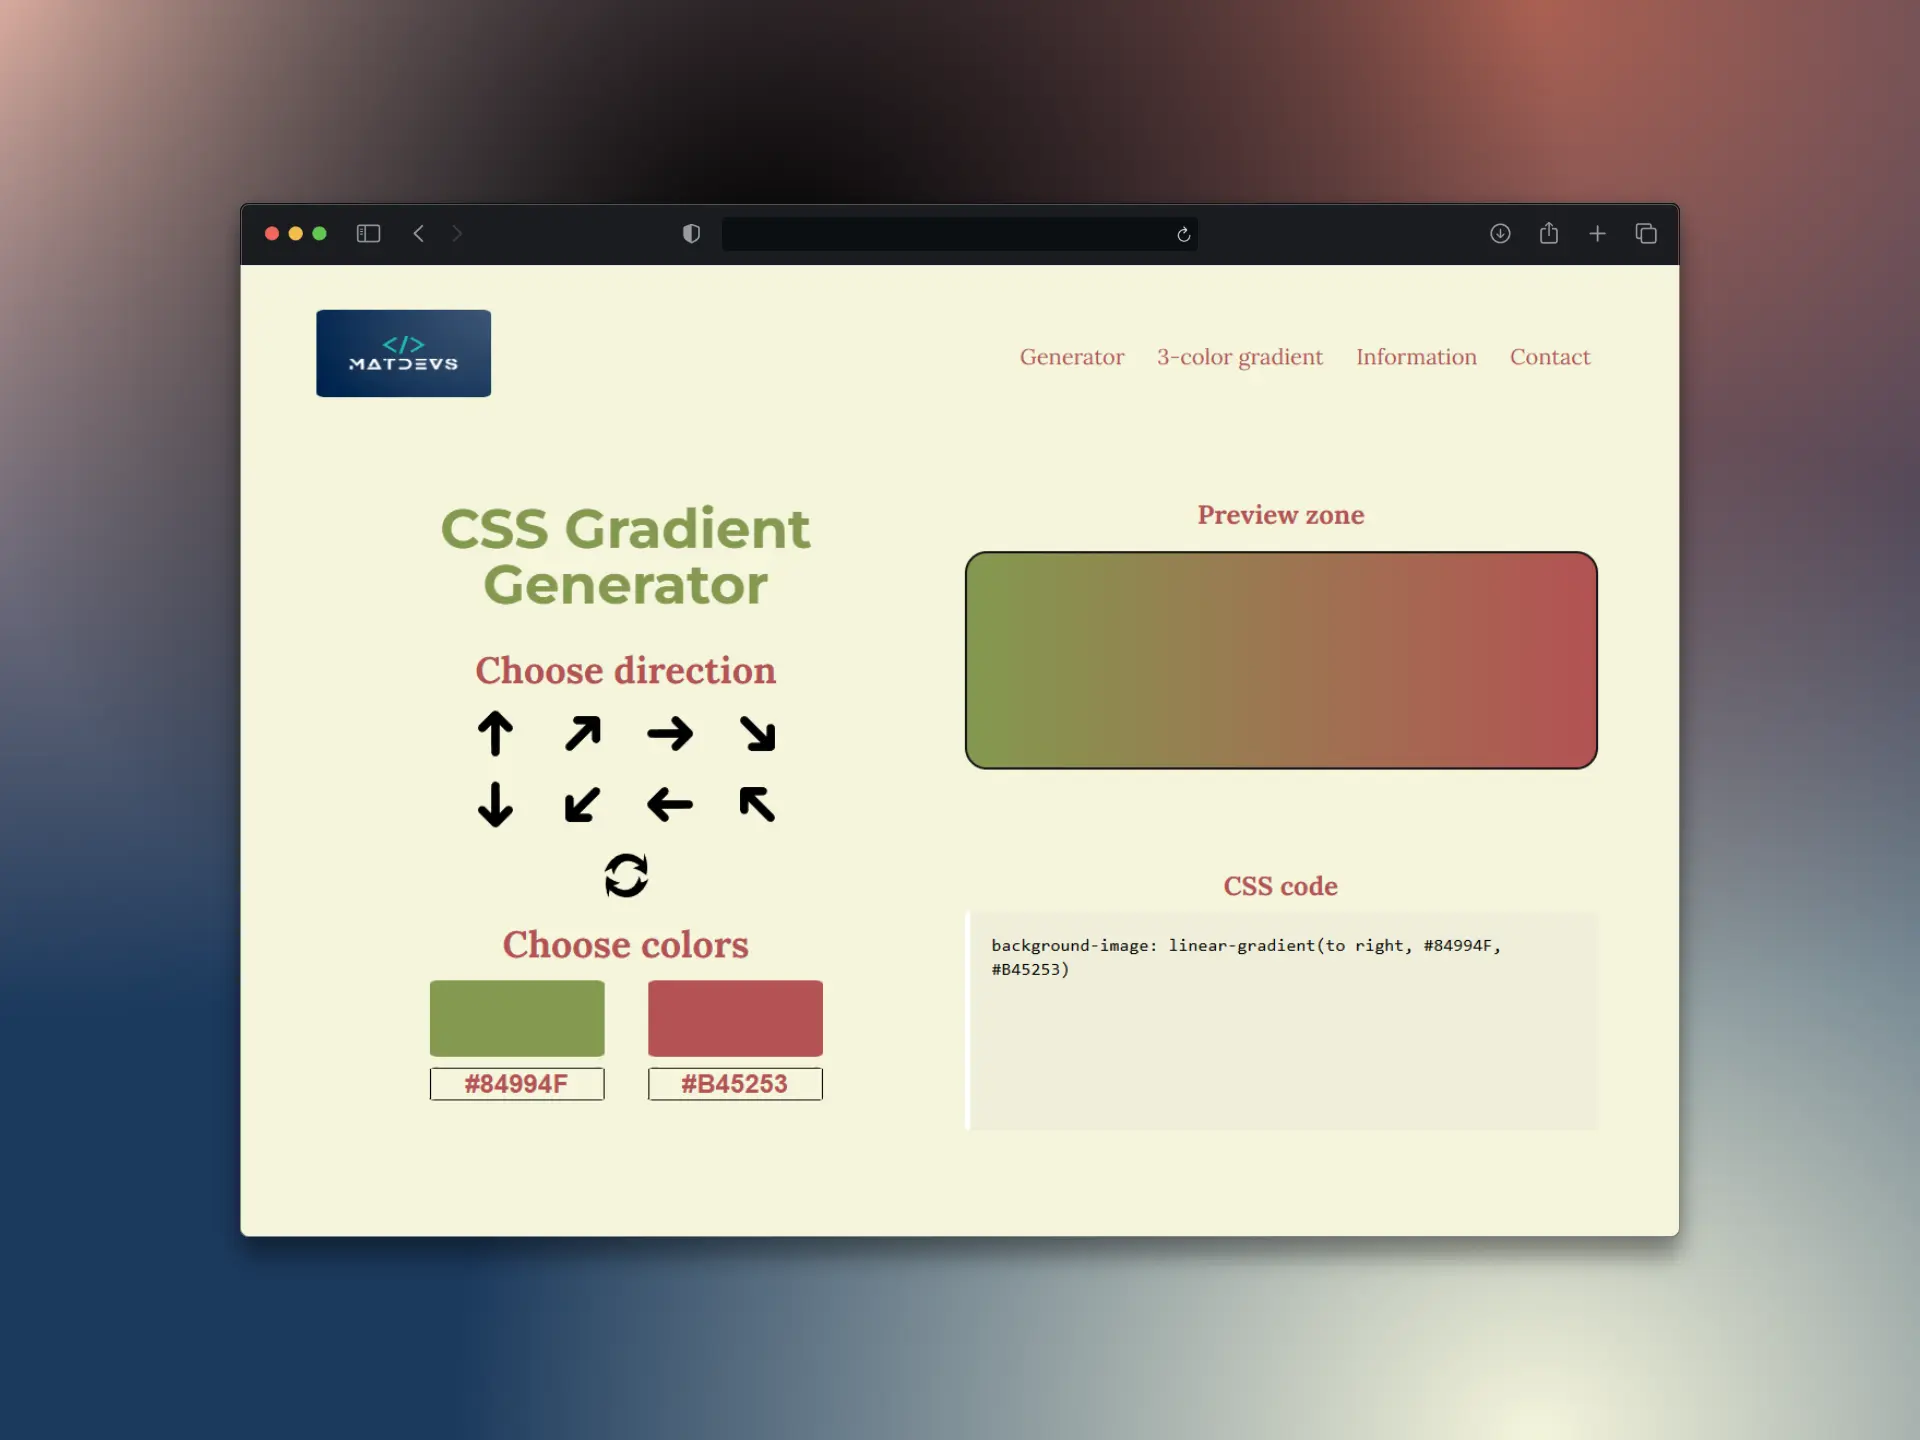 </>
MATDEVS
Generator 3-color gradient Information Contact
CSS Gradient
Generator
Choose direction
Choose colors
#84994F #B45253
Preview zone
CSS code
background-image: linear-gradient(to right, #84994F,
#B45253)